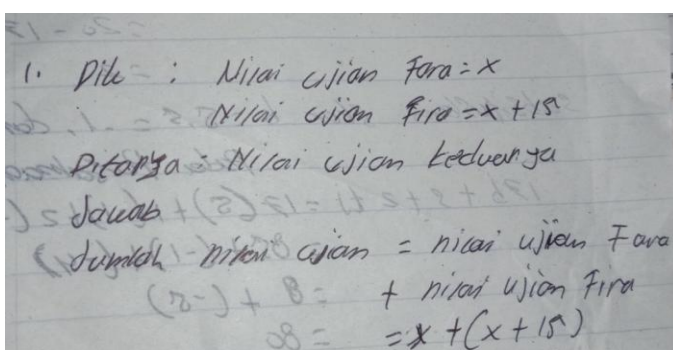 1. Dik : Nilai ujian Fara = x
Nilai ujian Fira = x + 15
Ditanya : Nilai ujian keduanya
Jawab
Jumlah nilai ujian = nilai ujian Fara
+ nilai ujian Fira
= x + (x + 15)